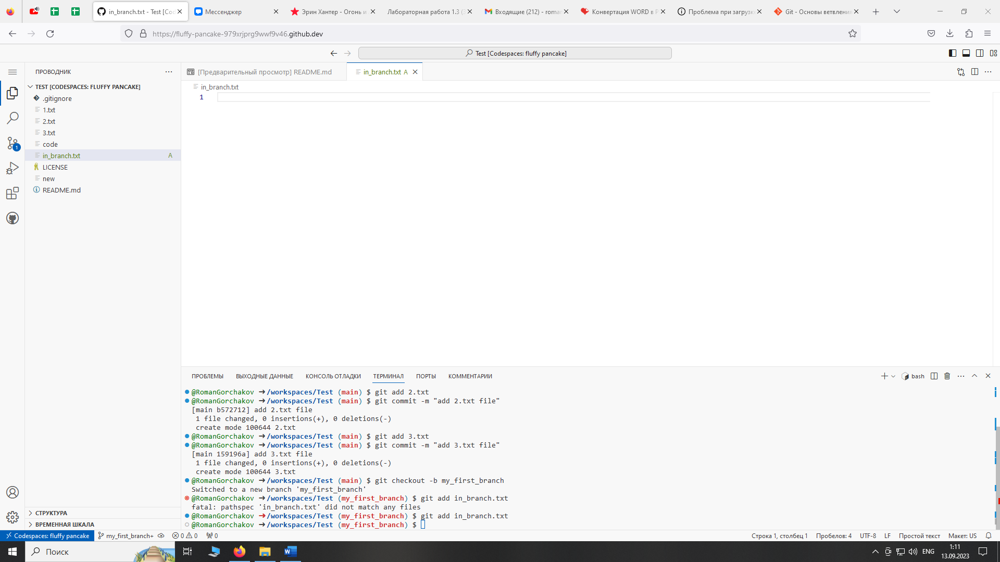 in_branch.txt - Test [Cod
Мессенджер
Эрин Хантер - Огонь и
Лабораторная работа 1.3 (3
Входящие (212) - roma
Конвертация WORD в P
Проблема при загрузк
Git - Основы ветвления
https://fluffy-pancake-979xrjprg9wwf9v46.github.dev
Test [Codespaces: fluffy pancake]
ПРОВОДНИК
TEST [CODESPACES: FLUFFY PANCAKE]
.gitignore
1.txt
2.txt
3.txt
code
in_branch.txt A
LICENSE
new
README.md
СТРУКТУРА
ВРЕМЕННАЯ ШКАЛА
[Предварительный просмотр] README.md
in_branch.txt A
in_branch.txt
1
ПРОБЛЕМЫ ВЫХОДНЫЕ ДАННЫЕ КОНСОЛЬ ОТЛАДКИ ТЕРМИНАЛ ПОРТЫ КОММЕНТАРИИ
bash
@RomanGorchakov ➜ /workspaces/Test (main) $ git add 2.txt
@RomanGorchakov ➜ /workspaces/Test (main) $ git commit -m "add 2.txt file"
[main b572712] add 2.txt file
1 file changed, 0 insertions(+), 0 deletions(-)
create mode 100644 2.txt
@RomanGorchakov ➜ /workspaces/Test (main) $ git add 3.txt
@RomanGorchakov ➜ /workspaces/Test (main) $ git commit -m "add 3.txt file"
[main 159196a] add 3.txt file
1 file changed, 0 insertions(+), 0 deletions(-)
create mode 100644 3.txt
@RomanGorchakov ➜ /workspaces/Test (main) $ git checkout -b my_first_branch
Switched to a new branch 'my_first_branch'
@RomanGorchakov ➜ /workspaces/Test (my_first_branch) $ git add in_branch.txt
fatal: pathspec 'in_branch.txt' did not match any files
@RomanGorchakov ➜ /workspaces/Test (my_first_branch) $ git add in_branch.txt
@RomanGorchakov ➜ /workspaces/Test (my_first_branch) $
1
Codespaces: fluffy pancake my_first_branch+ 0 0 0
Строка 1, столбец 1 Пробелов: 4 UTF-8 LF Простой текст Макет: US
Поиск
ENG
1:11
13.09.2023